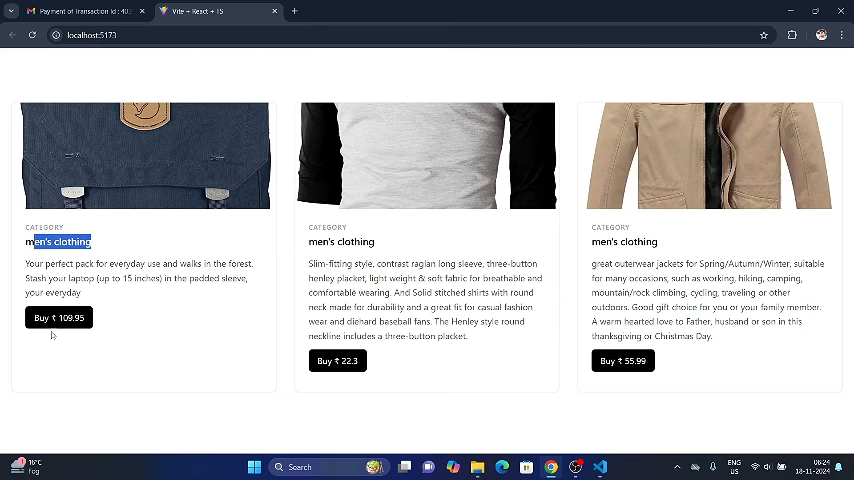 Payment of Transaction Id : 403
Vite + React + TS
localhost:5173
CATEGORY
men's clothing
Your perfect pack for everyday use and walks in the forest.
Stash your laptop (up to 15 inches) in the padded sleeve,
your everyday
Buy ₹ 109.95
CATEGORY
men's clothing
Slim-fitting style, contrast raglan long sleeve, three-button
henley placket, light weight & soft fabric for breathable and
comfortable wearing. And Solid stitched shirts with round
neck made for durability and a great fit for casual fashion
wear and diehard baseball fans. The Henley style round
neckline includes a three-button placket.
Buy ₹ 22.3
CATEGORY
men's clothing
great outerwear jackets for Spring/Autumn/Winter, suitable
for many occasions, such as working, hiking, camping,
mountain/rock climbing, cycling, traveling or other
outdoors. Good gift choice for you or your family member.
A warm hearted love to Father, husband or son in this
thanksgiving or Christmas Day.
Buy ₹ 55.99
1
16°C
Fog
Search
ENG
US
06:24
18-11-2024